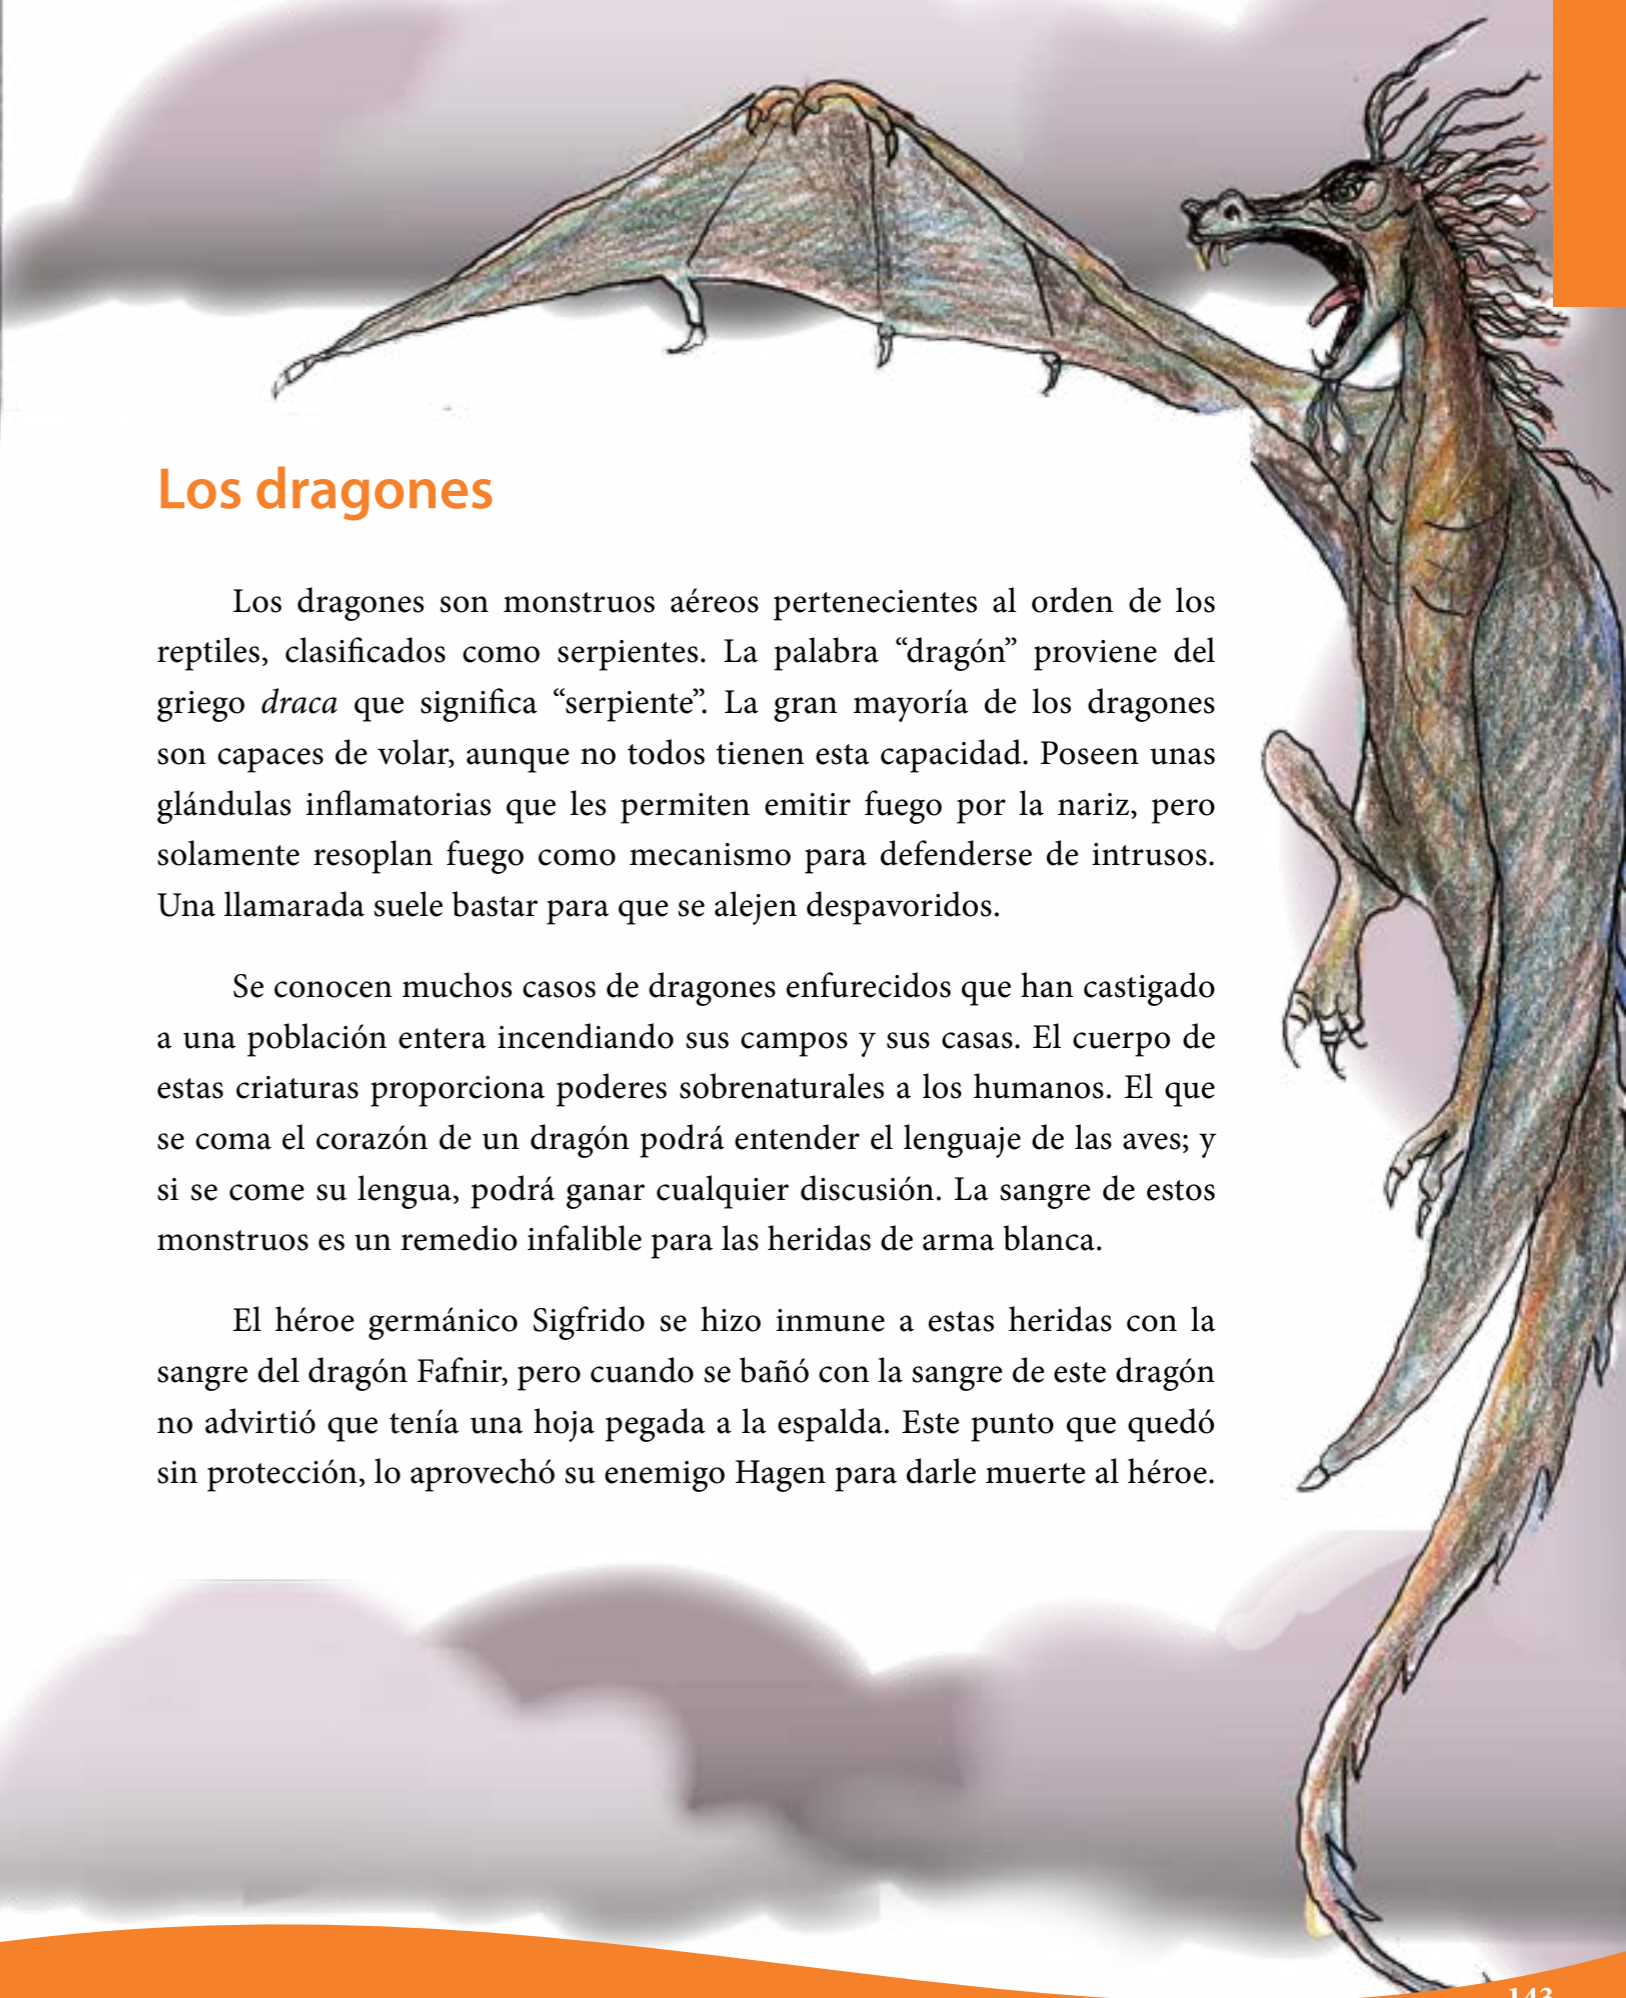 Los dragones
Los dragones son monstruos aéreos pertenecientes al orden de los
reptiles, clasificados como serpientes. La palabra “dragón” proviene del
griego draca que significa “serpiente”. La gran mayoría de los dragones
son capaces de volar, aunque no todos tienen esta capacidad. Poseen unas
glándulas inflamatorias que les permiten emitir fuego por la nariz, pero
solamente resoplan fuego como mecanismo para defenderse de intrusos.
Una llamarada suele bastar para que se alejen despavoridos.
Se conocen muchos casos de dragones enfurecidos que han castigado
a una población entera incendiando sus campos y sus casas. El cuerpo de
estas criaturas proporciona poderes sobrenaturales a los humanos. El que
se coma el corazón de un dragón podrá entender el lenguaje de las aves; y
si se come su lengua, podrá ganar cualquier discusión. La sangre de estos
monstruos es un remedio infalible para las heridas de arma blanca.
El héroe germánico Sigfrido se hizo inmune a estas heridas con la
sangre del dragón Fafnir, pero cuando se bañó con la sangre de este dragón
no advirtió que tenía una hoja pegada a la espalda. Este punto que quedó
sin protección, lo aprovechó su enemigo Hagen para darle muerte al héroe.
143